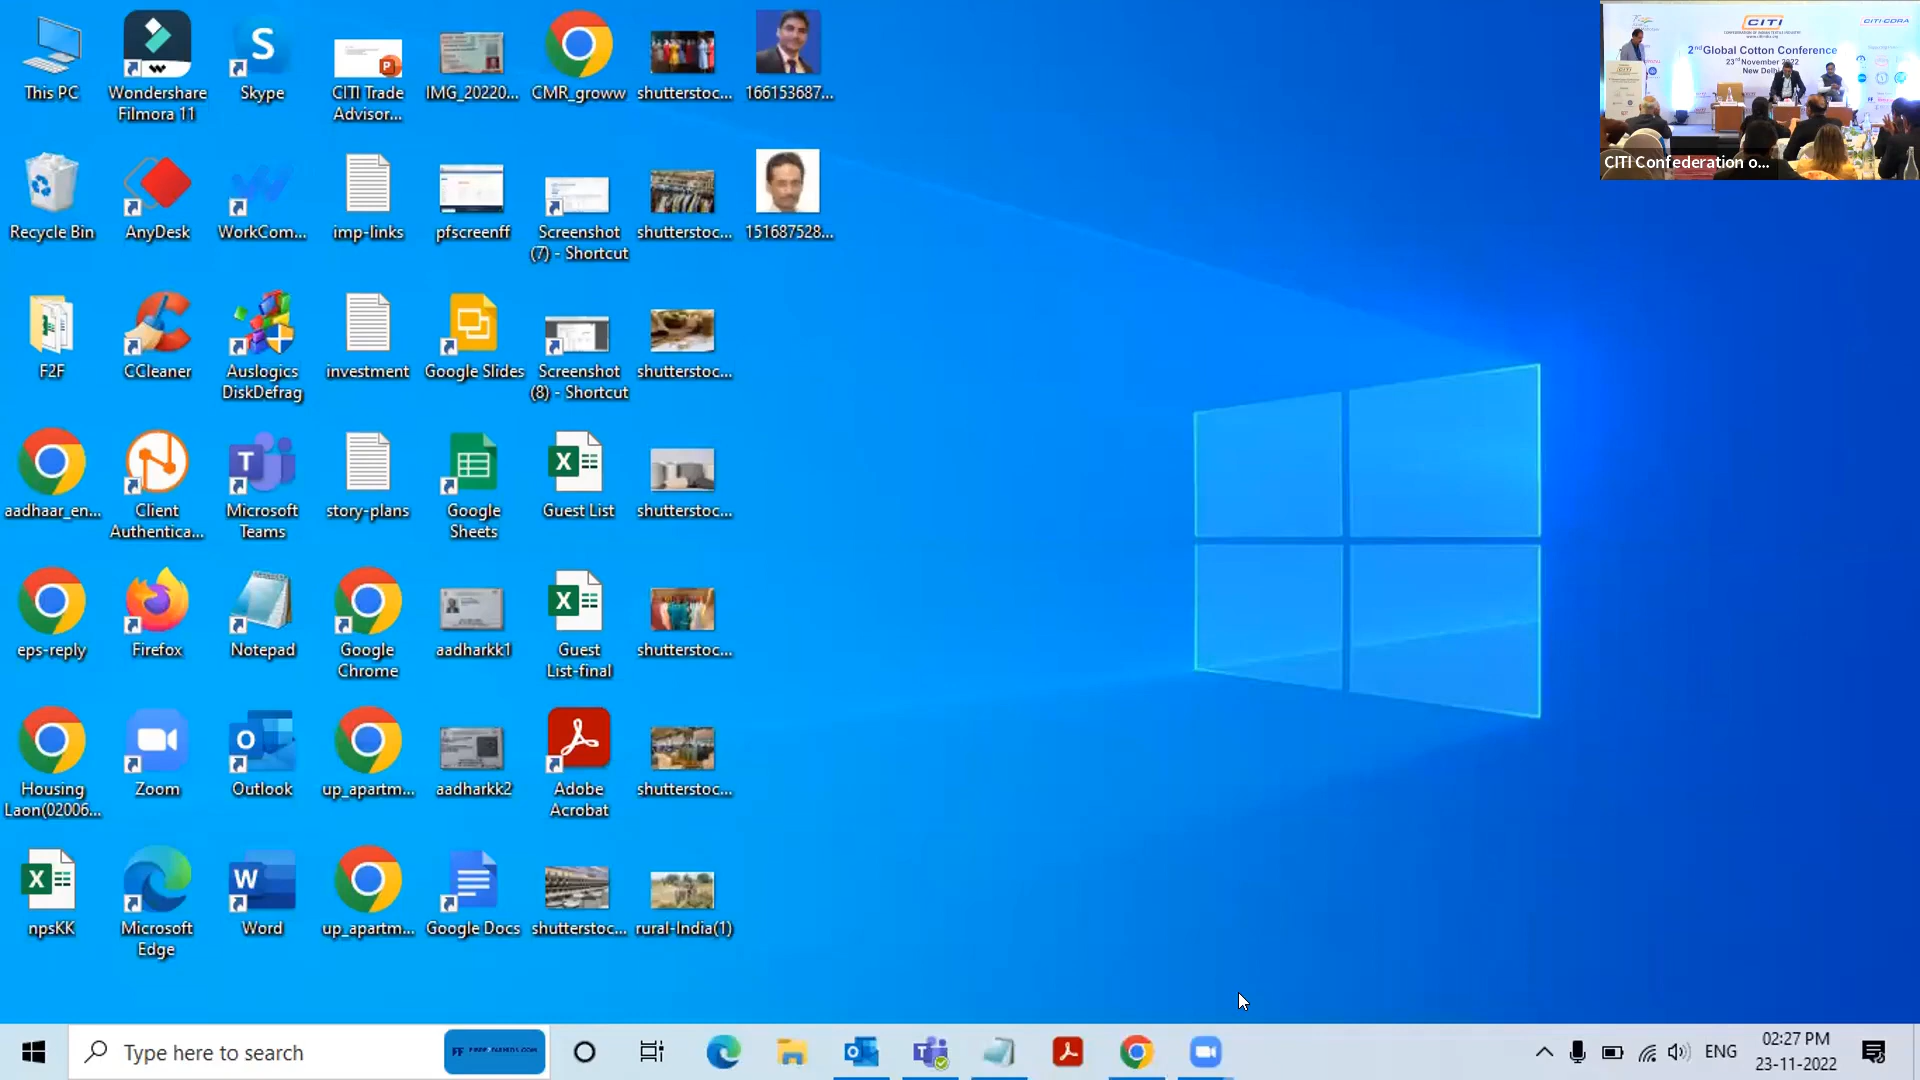 This PC
Wondershare
Filmora 11
Skype
CITI Trade
Advisor...
IMG_20220...
CMR_groww
shutterstoc...
166153687...
Recycle Bin
AnyDesk
WorkCom...
imp-links
pfscreenff
Screenshot
(7) - Shortcut
shutterstoc...
151687528...
F2F
CCleaner
Auslogics
DiskDefrag
investment
Google Slides
Screenshot
(8) - Shortcut
shutterstoc...
aadhaar_en...
Client
Authentica...
Microsoft
Teams
story-plans
Google
Sheets
Guest List
shutterstoc...
eps-reply
Firefox
Notepad
Google
Chrome
aadharkk1
Guest
List-final
shutterstoc...
Housing
Laon(02006...
Zoom
Outlook
up_apartm...
aadharkk2
Adobe
Acrobat
shutterstoc...
npsKK
Microsoft
Edge
Word
up_apartm...
Google Docs
shutterstoc...
rural-India(1)
CITI
CITI-CDRA
2nd Global Cotton Conference
23rd November 2022
New Delhi
CITI Confederation o...
Type here to search
ENG
02:27 PM
23-11-2022